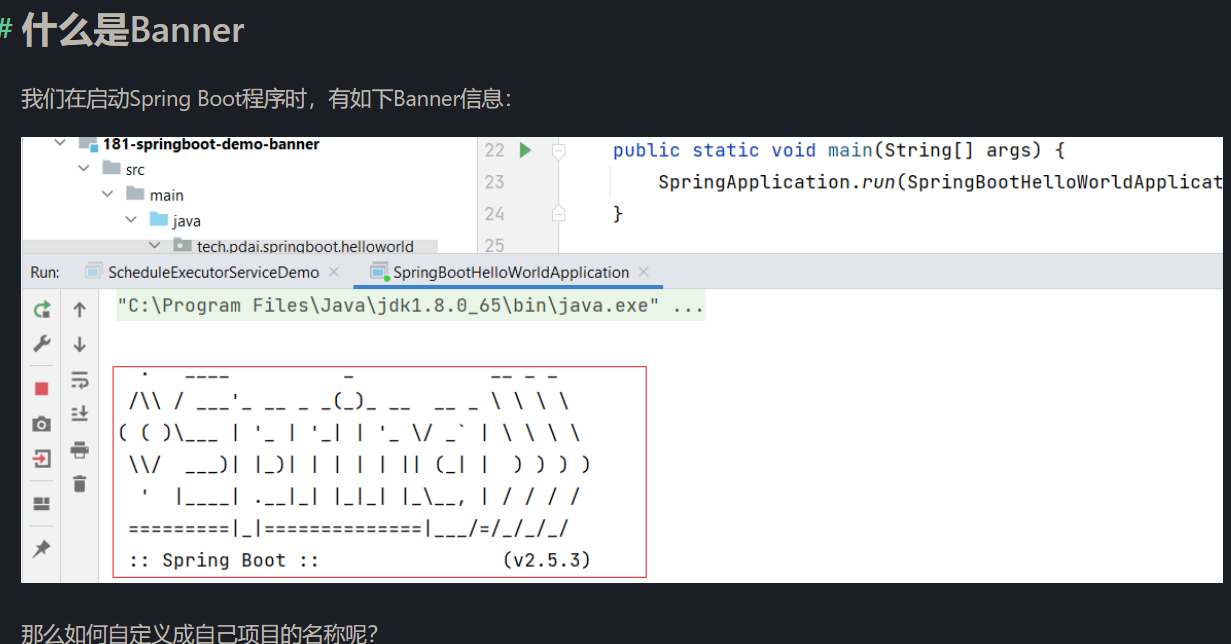 # 什么是Banner
我们在启动Spring Boot程序时，有如下Banner信息：
181-springboot-demo-banner
src
main
java
tech.pdai.springboot.helloworld
22 public static void main(String[] args) {
23 SpringApplication.run(SpringBootHelloWorldApplicat
24 }
25
Run: ScheduleExecutorServiceDemo × SpringBootHelloWorldApplication ×
"C:\Program Files\Java\jdk1.8.0_65\bin\java.exe" ...
  .   ____          _            __ _ _
 /\\ / ___'_ __ _ _(_)_ __  __ _ \ \ \ \
( ( )\___ | '_ | '_| | '_ \/ _` | \ \ \ \
 \\/  ___)| |_)| | | | | || (_| |  ) ) ) )
  '  |____| .__|_| |_|_| |_\__, | / / / /
 =========|_|==============|___/=/_/_/_/
 :: Spring Boot ::                (v2.5.3)
那么如何自定义成自己项目的名称呢？